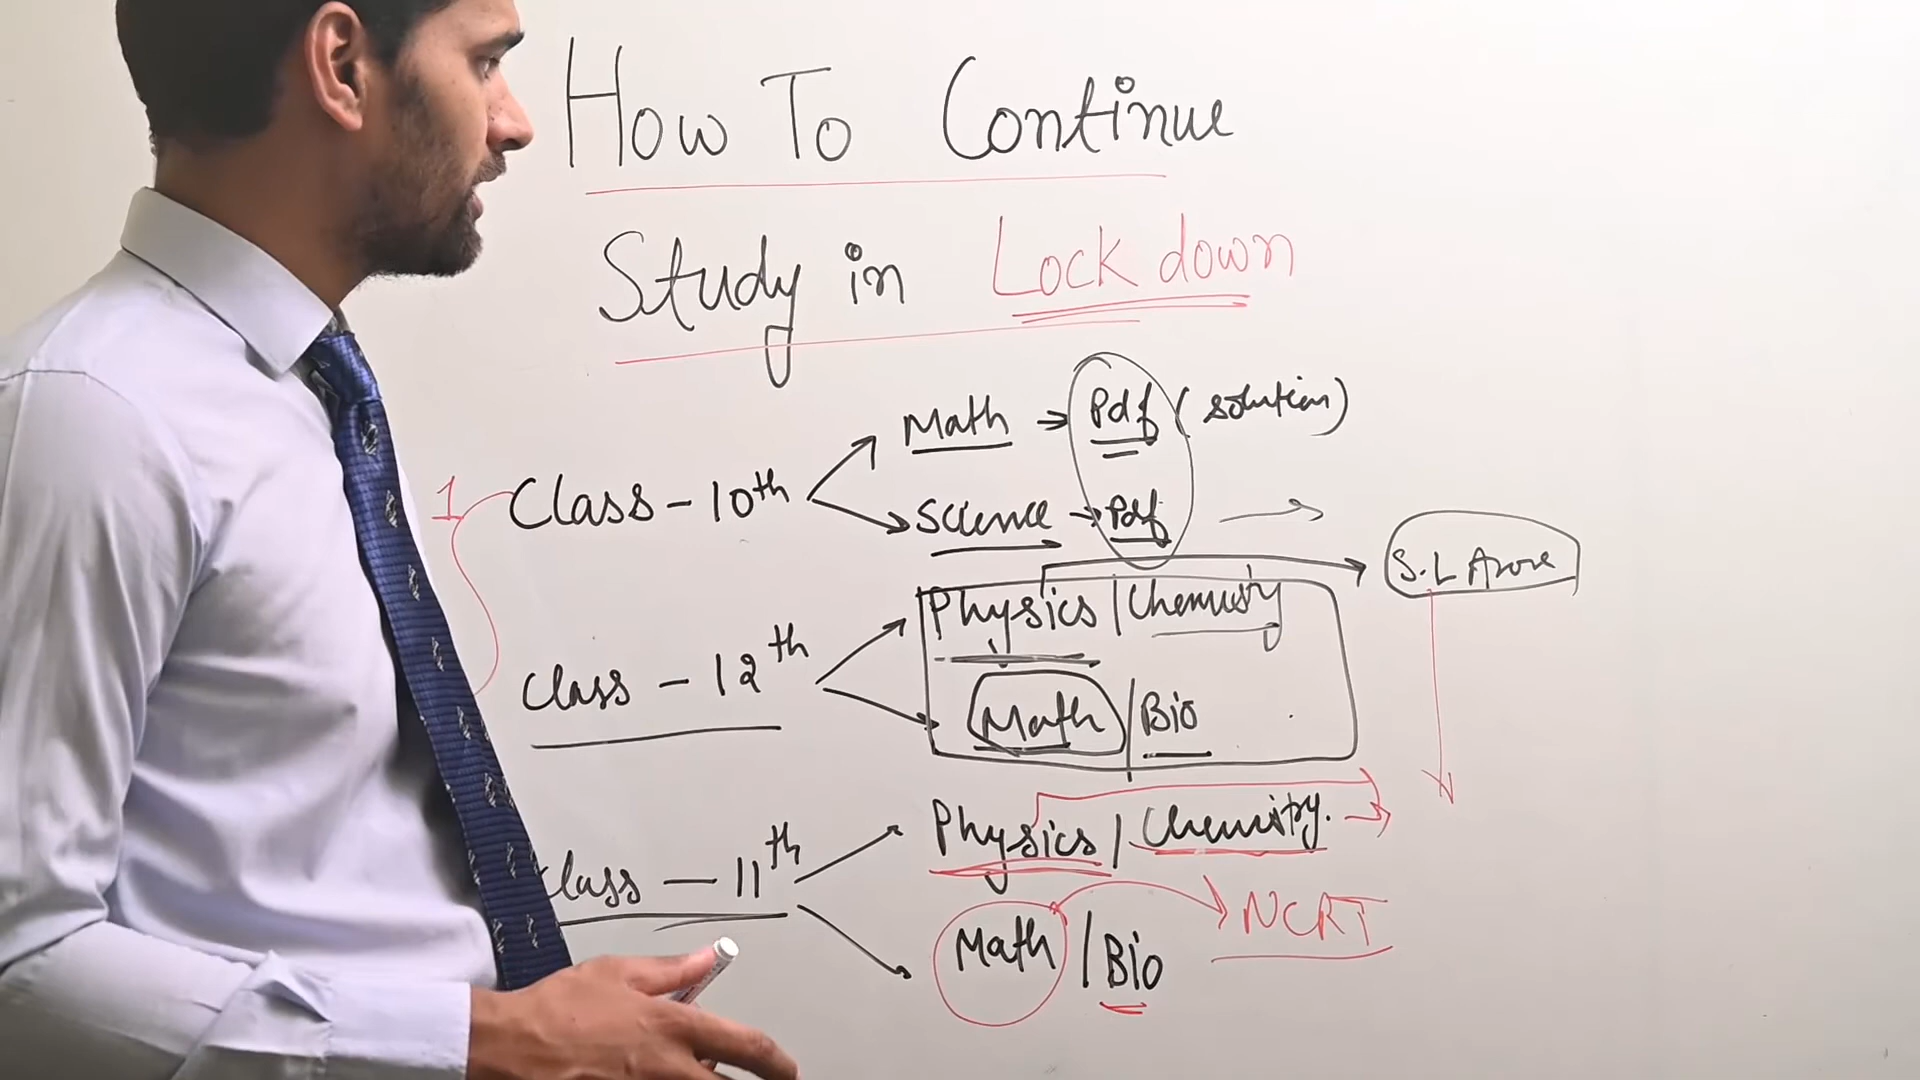 How To Continue
Study in Lock down
Math → Pdf (solution)
1 Class - 10th
Science → Pdf →
S.L Arora
Physics | Chemistry
Class - 12th
Math | Bio
Physics | Chemistry. →
Class - 11th
NCRT
Math | Bio